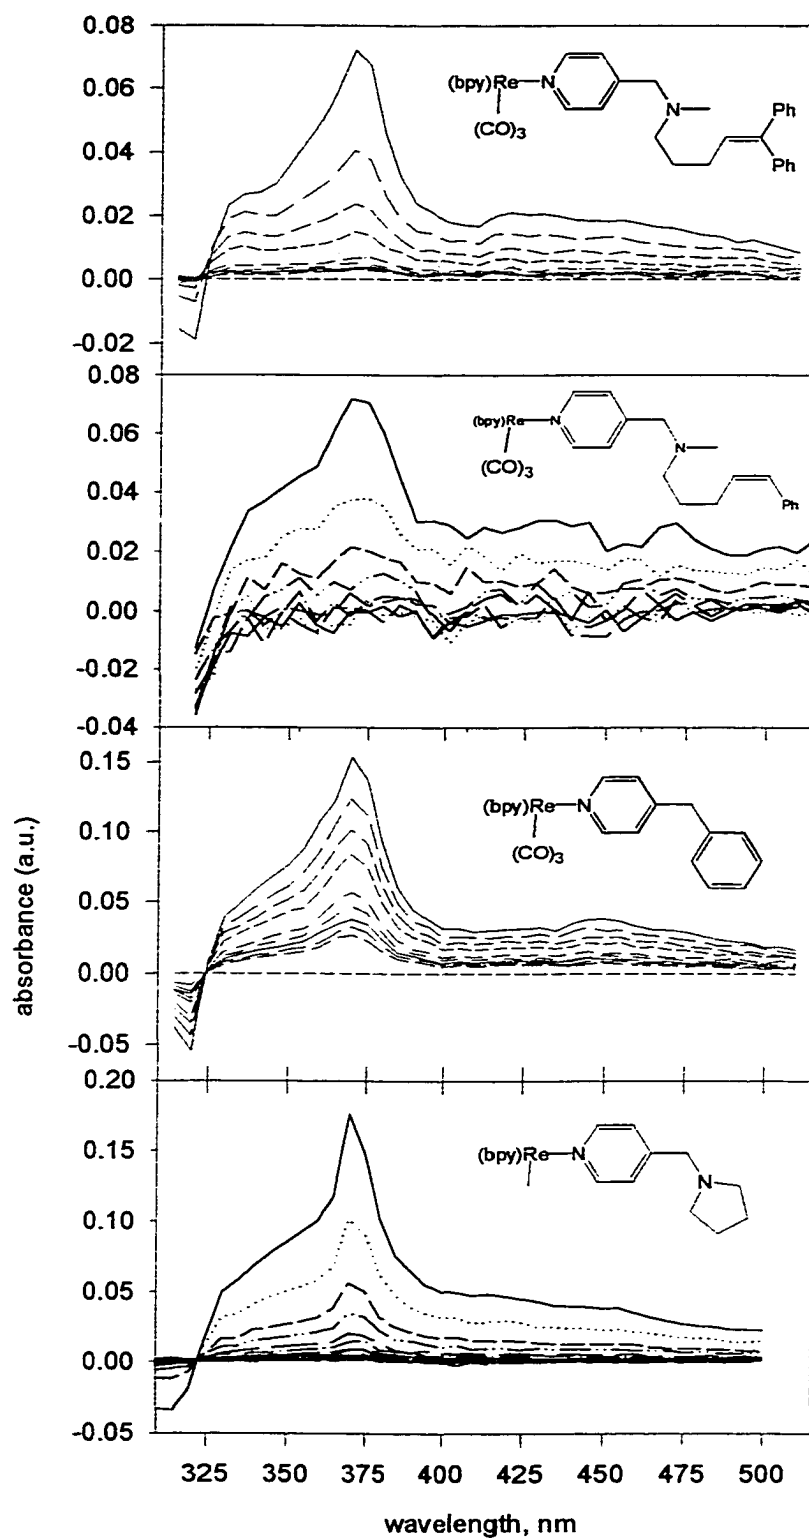 0.08
0.06
0.04
0.02
0.00
-0.02
(bpy)Re—N
(CO)3
N
Ph
Ph
0.08
0.06
0.04
0.02
0.00
-0.02
-0.04
(bpy)Re—N
(CO)3
N
Ph
0.15
0.10
0.05
0.00
-0.05
(bpy)Re—N
(CO)3
0.20
0.15
0.10
0.05
0.00
-0.05
(bpy)Re—N
N
325 350 375 400 425 450 475 500
wavelength, nm
absorbance (a.u.)